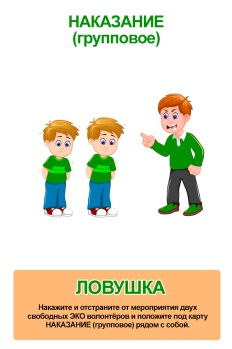 НАКАЗАНИЕ
(групповое)
ЛОВУШКА
Накажите и отстраните от мероприятия двух
свободных ЭКО волонтёров и положите под карту
НАКАЗАНИЕ (групповое) рядом с собой.